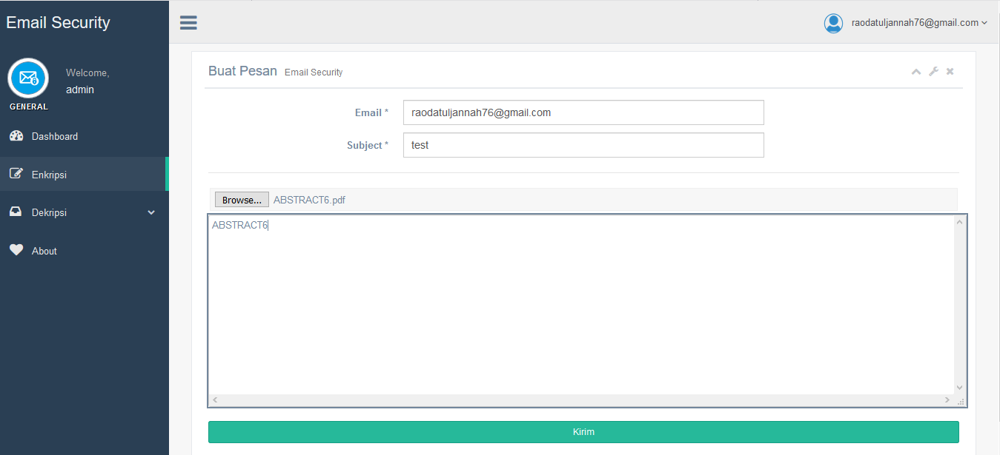 Email Security
raodatuljannah76@gmail.com
Welcome,
admin
GENERAL
Dashboard
Enkripsi
Dekripsi
About
Buat Pesan Email Security
Email * raodatuljannah76@gmail.com
Subject * test
Browse... ABSTRACT6.pdf
ABSTRACT6
Kirim